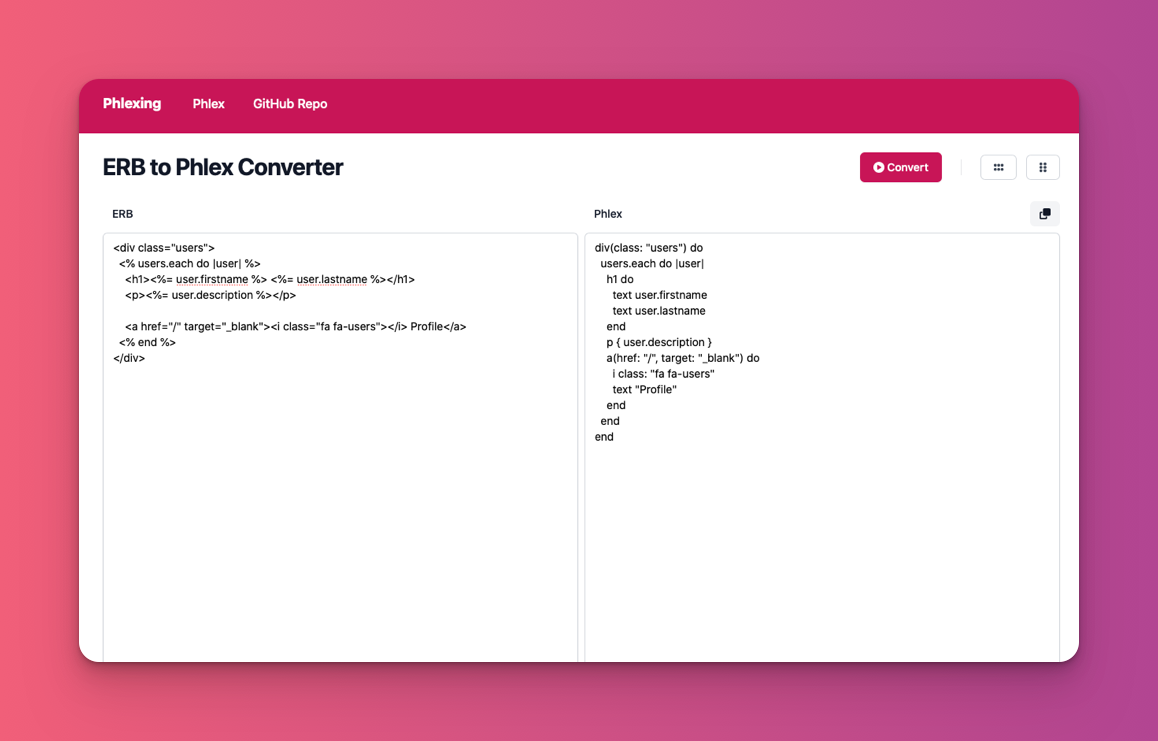 Phlexing Phlex GitHub Repo
ERB to Phlex Converter
Convert
ERB
<div class="users">
  <% users.each do |user| %>
    <h1><%= user.firstname %> <%= user.lastname %></h1>
    <p><%= user.description %></p>

    <a href="/" target="_blank"><i class="fa fa-users"></i> Profile</a>
  <% end %>
</div>
Phlex
div(class: "users") do
  users.each do |user|
    h1 do
      text user.firstname
      text user.lastname
    end
    p { user.description }
    a(href: "/", target: "_blank") do
      i class: "fa fa-users"
      text "Profile"
    end
  end
end